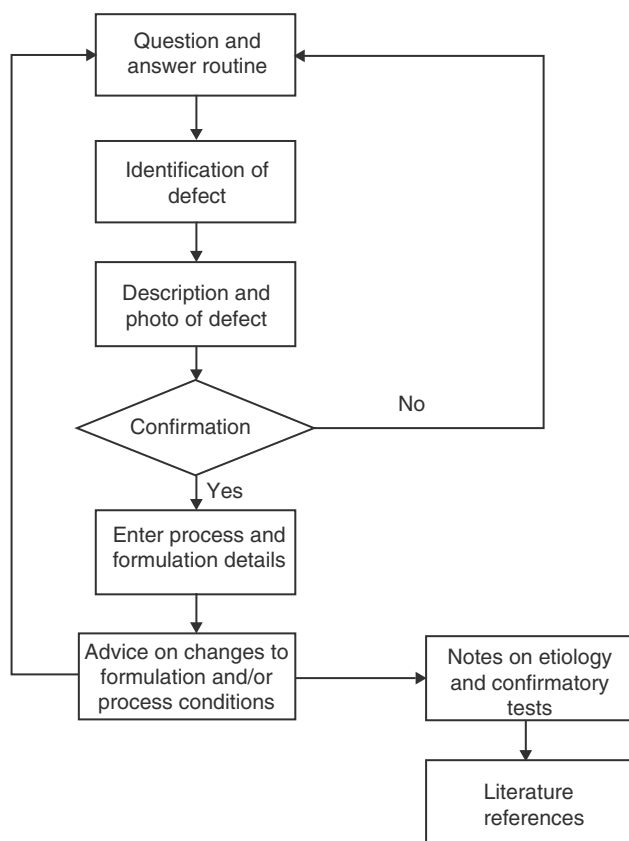 Question and
answer routine
Identification of
defect
Description and
photo of defect
Confirmation
No
Yes
Enter process and
formulation details
Advice on changes to
formulation and/or
process conditions
Notes on etiology
and confirmatory
tests
Literature
references